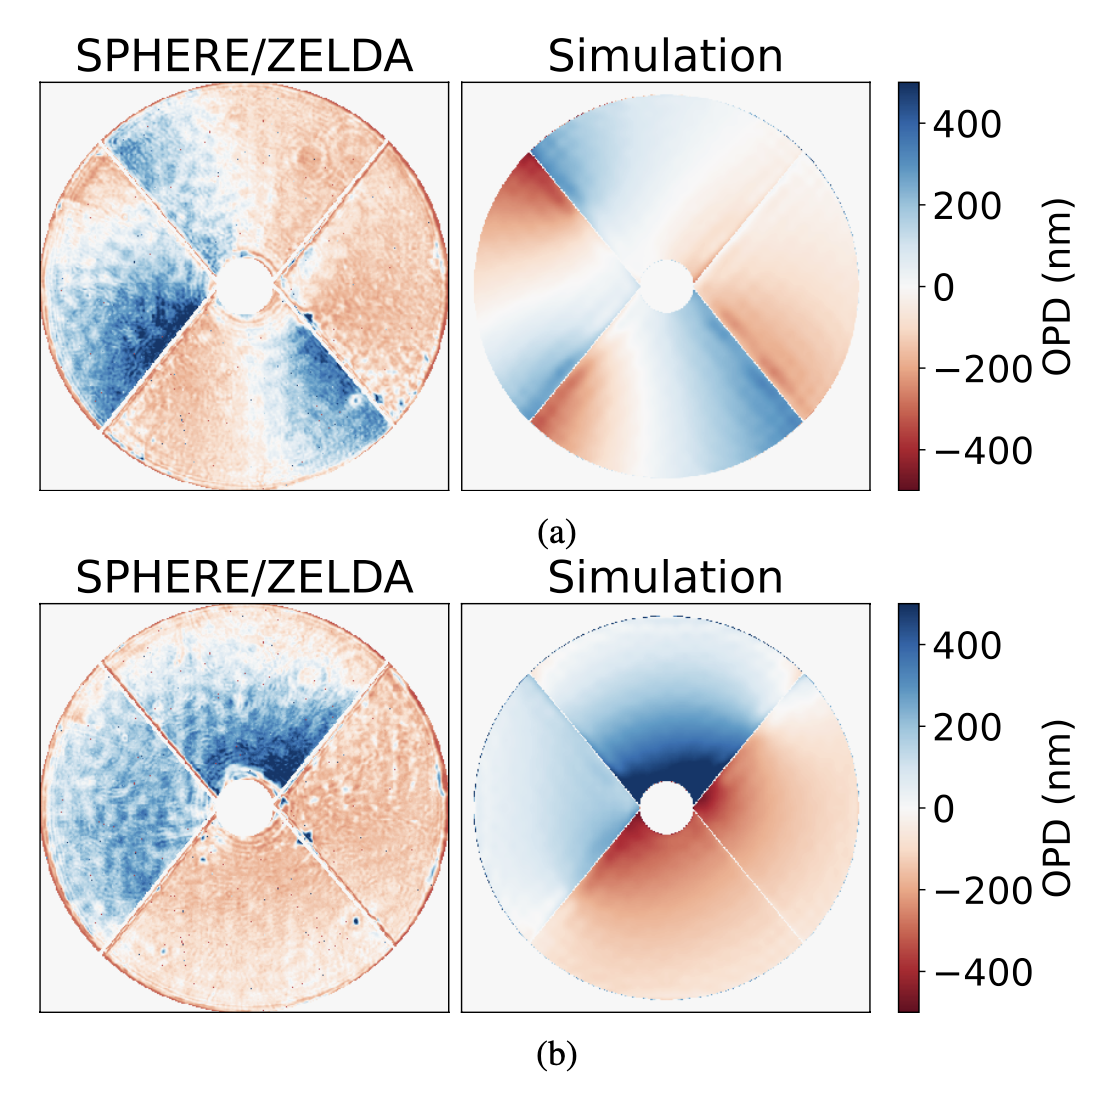 SPHERE/ZELDA Simulation
400
200
0
−200
−400
OPD (nm)
(a)
SPHERE/ZELDA Simulation
400
200
0
−200
−400
OPD (nm)
(b)